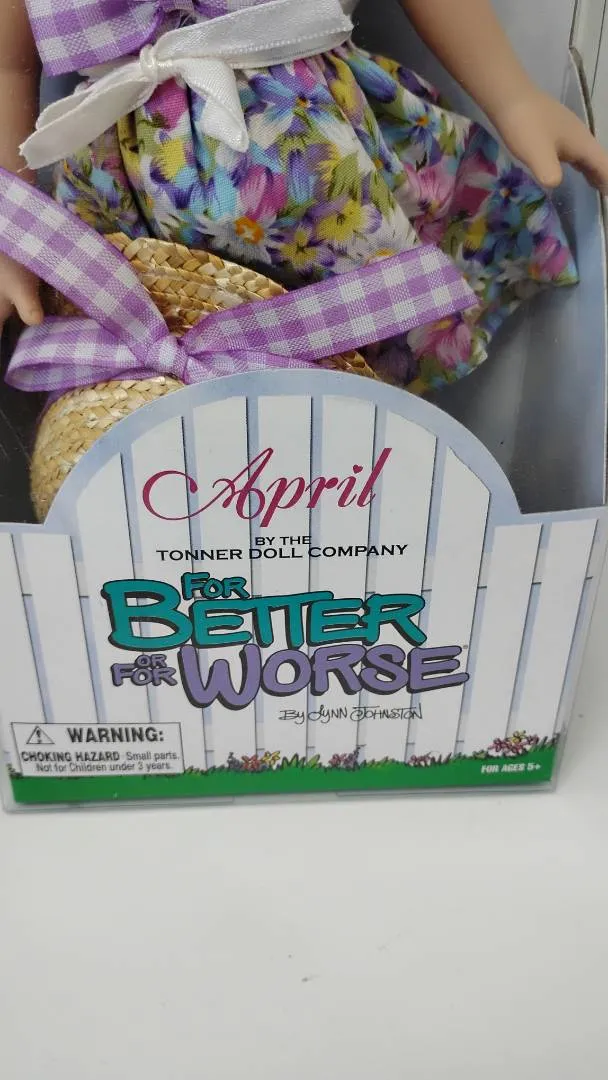 April
BY THE
TONNER DOLL COMPANY
FOR
BETTER
OR
FOR WORSE®
By LYNN JOHNSTON
WARNING:
CHOKING HAZARD Small parts.
Not for Children under 3 years.
FOR AGES 5+